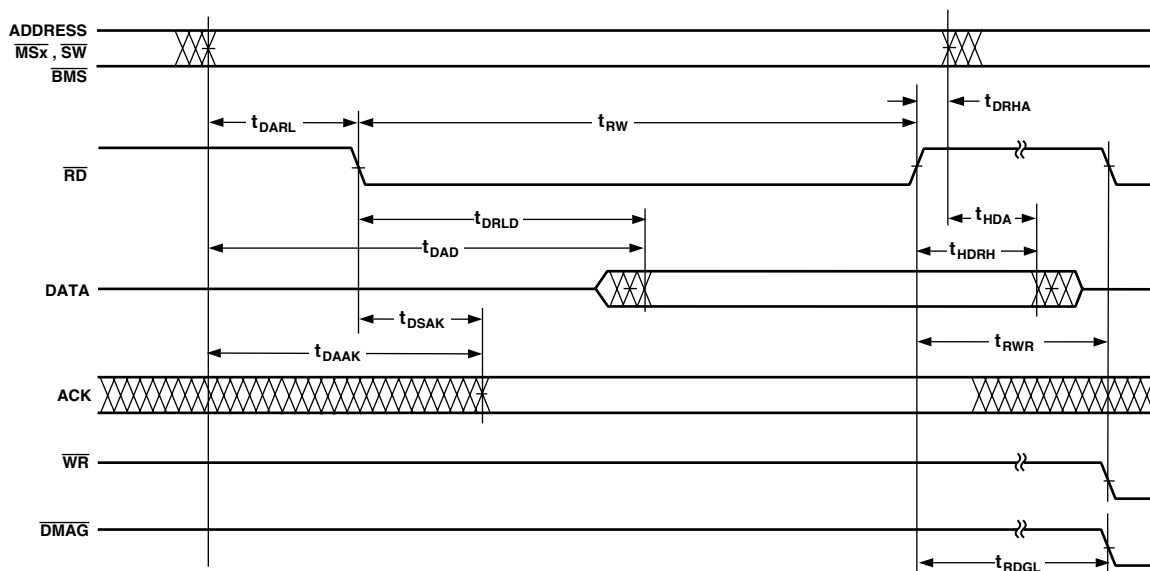 ADDRESS
MSx , SW
BMS
tDRHA
tDARL
tRW
RD
tDRLD
tHDA
tDAD
tHDRH
DATA
tDSAK
tDAAK
tRWR
ACK
WR
DMAG
tRDGL